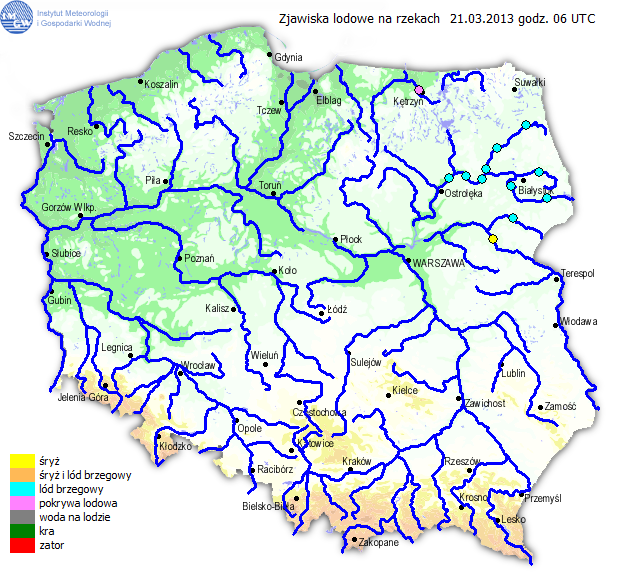 Instytut Meteorologii
i Gospodarki Wodnej
Zjawiska lodowe na rzekach 21.03.2013 godz. 06 UTC
Gdynia
Koszalin
Suwałki
Elbląg
Kętrzyn
Tczew
Resko
Szczecin
Piła
Toruń
Ostrołęka
Białystok
Gorzów Wlkp.
Płock
Słubice
Poznań
WARSZAWA
Koło
Terespol
Gubin
Kalisz
Łódź
Włodawa
Legnica
Wieluń
Sulejów
Wrocław
Lublin
Jelenia Góra
Kielce
Zawichost
Zamość
Częstochowa
Opole
Kłodzko
Katowice
Racibórz
Kraków
Rzeszów
Krosno
Przemyśl
Bielsko-Biała
Lesko
Zakopane
śryż
śryż i lód brzegowy
lód brzegowy
pokrywa lodowa
woda na lodzie
kra
zator